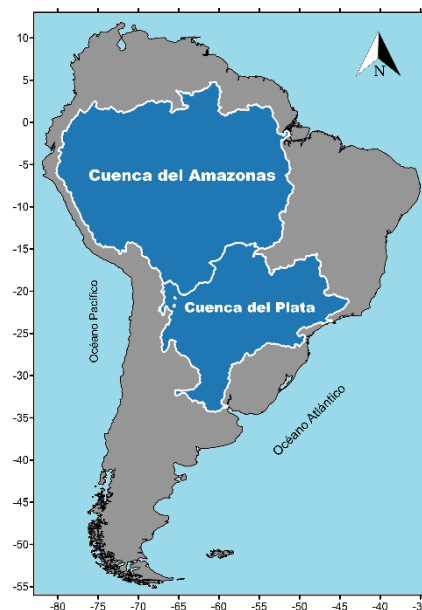 10
5
0
-5
-10
-15
-20
-25
-30
-35
-40
-45
-50
-55
N
Cuenca del Amazonas
Cuenca del Plata
Océano Pacífico
Océano Atlántico
-80 -75 -70 -65 -60 -55 -50 -45 -40